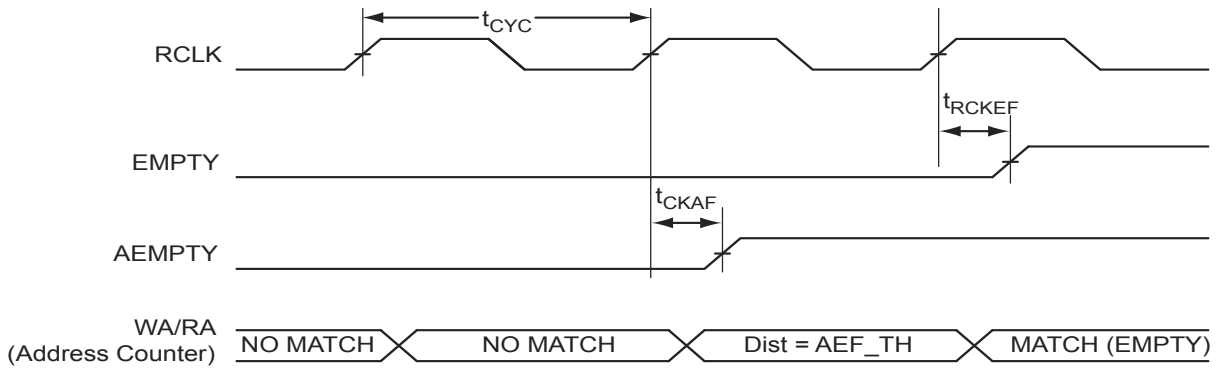 tCYC
RCLK
tRCKEF
EMPTY
tCKAF
AEMPTY
WA/RA
(Address Counter)
NO MATCH
NO MATCH
Dist = AEF_TH
MATCH (EMPTY)